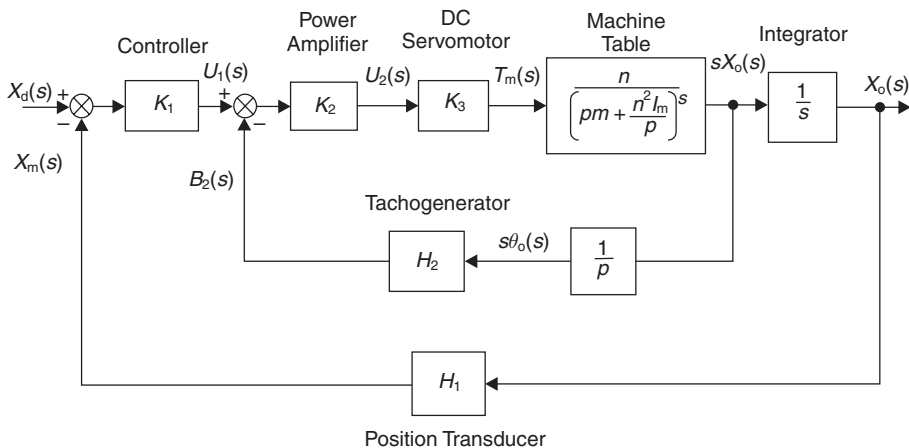 Controller
Power
Amplifier
DC
Servomotor
Machine
Table
Integrator
X_d(s)
+
−
K_1
U_1(s)
+
−
K_2
U_2(s)
K_3
T_m(s)
n
(pm + n^2 I_m / p) s
sX_o(s)
1
s
X_o(s)
X_m(s)
B_2(s)
Tachogenerator
H_2
sθ_o(s)
1
p
H_1
Position Transducer